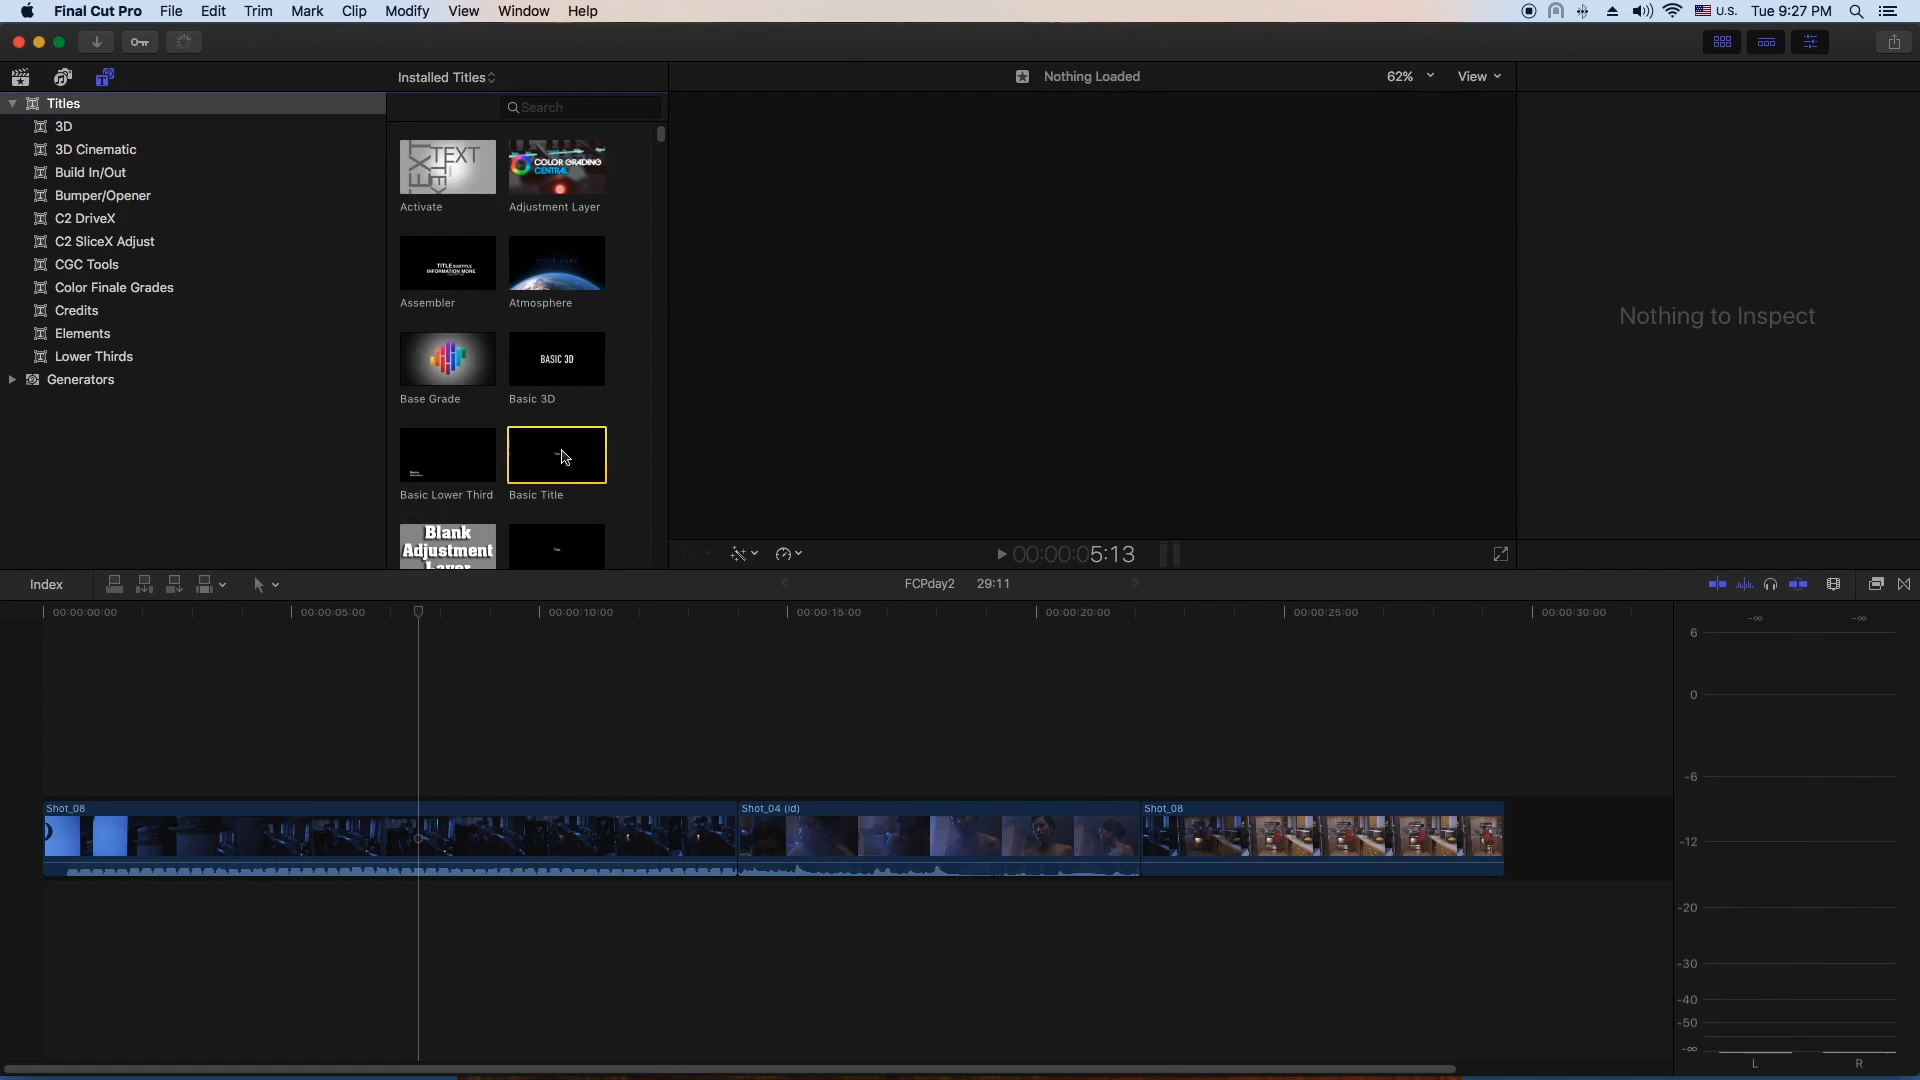 Final Cut Pro File Edit Trim Mark Clip Modify View Window Help U.S. Tue 9:27 PM
Installed Titles Nothing Loaded 62% View
Titles
Search
3D
3D Cinematic
Build In/Out
Bumper/Opener
C2 DriveX
C2 SliceX Adjust
CGC Tools
Color Finale Grades
Credits
Elements
Lower Thirds
Generators
TEXT
TEXT
COLOR GRADING
CENTRAL
Activate Adjustment Layer
TITLE SUBTITLE
INFORMATION MORE
TITLE HERE
Assembler Atmosphere
BASIC 3D
Base Grade Basic 3D
Name
Basic Lower Third Basic Title
Blank
Adjustment
Layer
Title
Nothing to Inspect
00:00:05:13
Index FCPday2 29:11
00:00:00:00 00:00:05:00 00:00:10:00 00:00:15:00 00:00:20:00 00:00:25:00 00:00:30:00
Shot_08 Shot_04 (id) Shot_08
-∞ -∞
6
0
-6
-12
-20
-30
-40
-50
-∞
L R